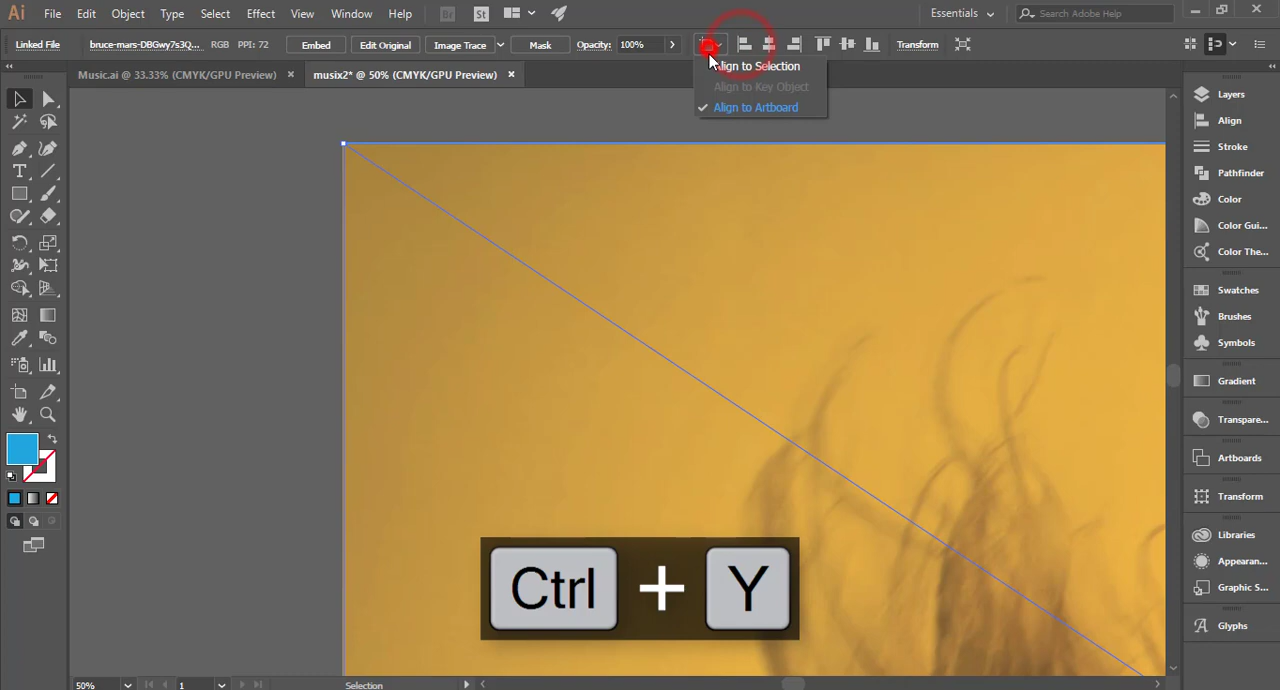 Ai File Edit Object Type Select Effect View Window Help Br St Essentials Search Adobe Help
Linked File bruce-mars-DBGwy7s3Q... RGB PPI: 72 Embed Edit Original Image Trace Mask Opacity: 100% Transform
Music.ai @ 33.33% (CMYK/GPU Preview) × musix2* @ 50% (CMYK/GPU Preview) ×
Align to Selection
Align to Key Object
Align to Artboard
Layers
Align
Stroke
Pathfinder
Color
Color Gui...
Color The...
Swatches
Brushes
Symbols
Gradient
Transpare...
Artboards
Transform
Libraries
Appearan...
Graphic S...
Glyphs
Ctrl + Y
50% 1 Selection